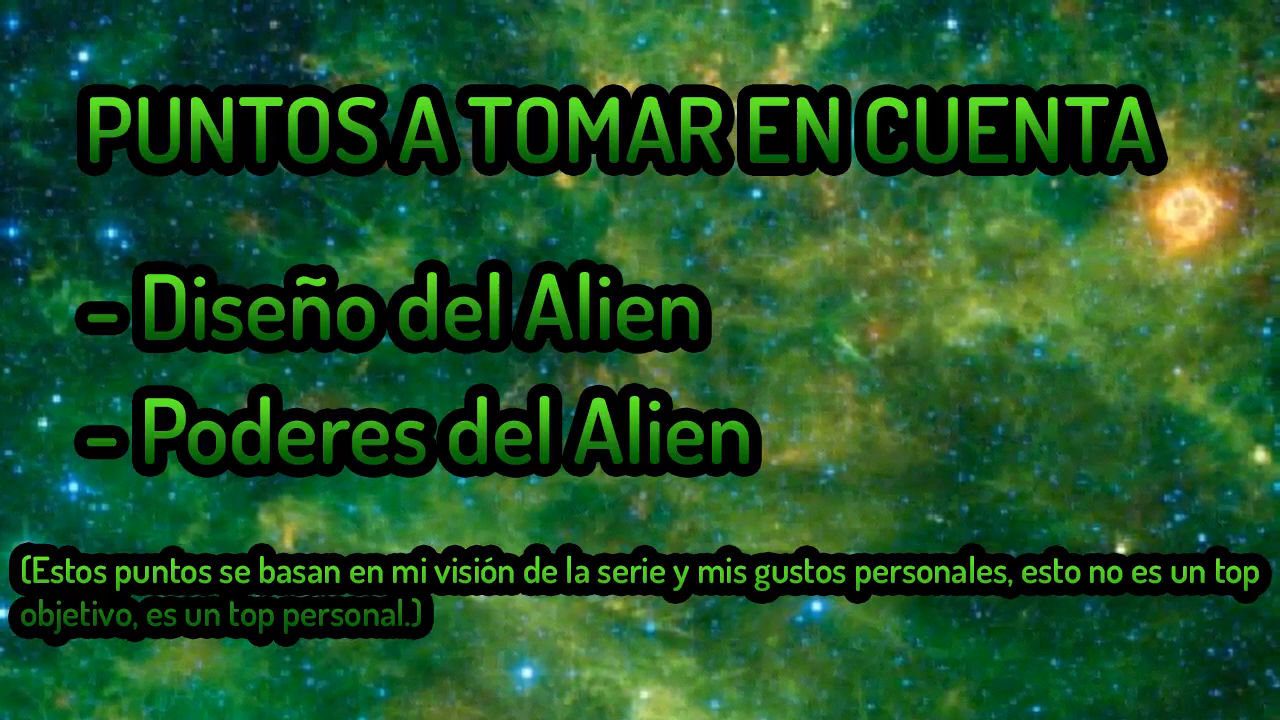 PUNTOS A TOMAR EN CUENTA
- Diseño del Alien
- Poderes del Alien
(Estos puntos se basan en mi visión de la serie y mis gustos personales, esto no es un top
objetivo, es un top personal.)